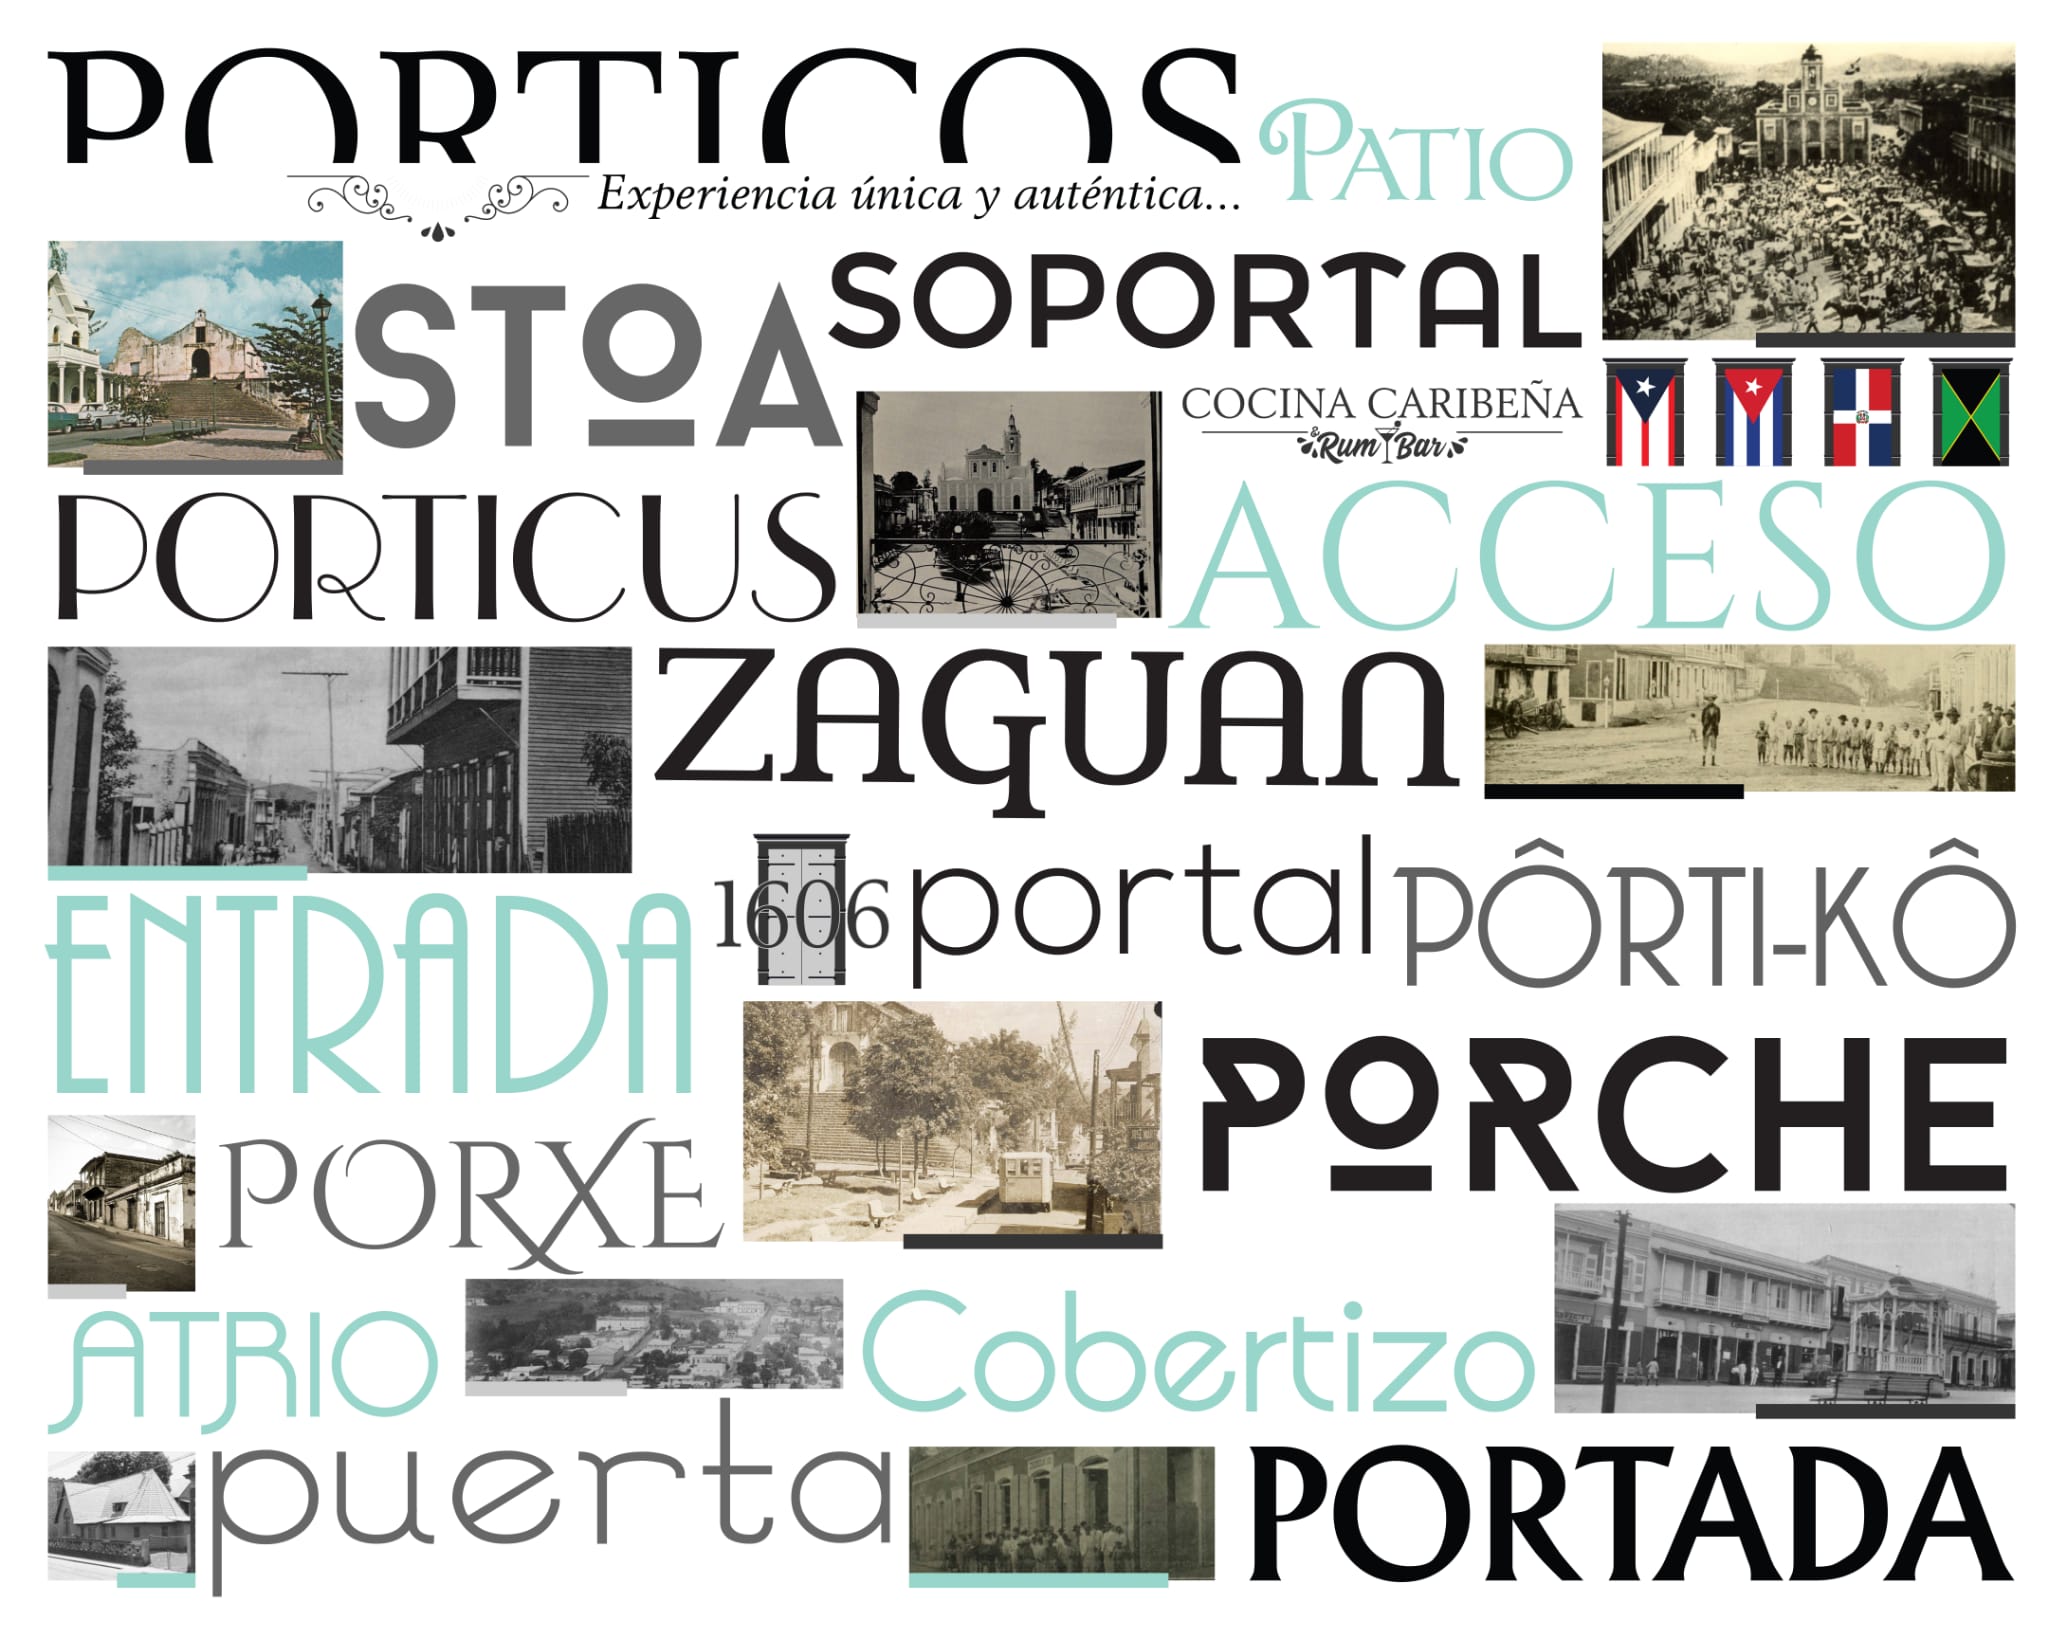 PORTICOS
Experiencia única y auténtica...
PATIO
STOA
SOPORTAL
COCINA CARIBEÑA
& Rum Bar
PORTICUS
ACCESO
ZAGUAN
ENTRADA
1606
portal
PÔRTI-KÔ
PORCHE
PORXE
ATRIO
Cobertizo
puerta
PORTADA